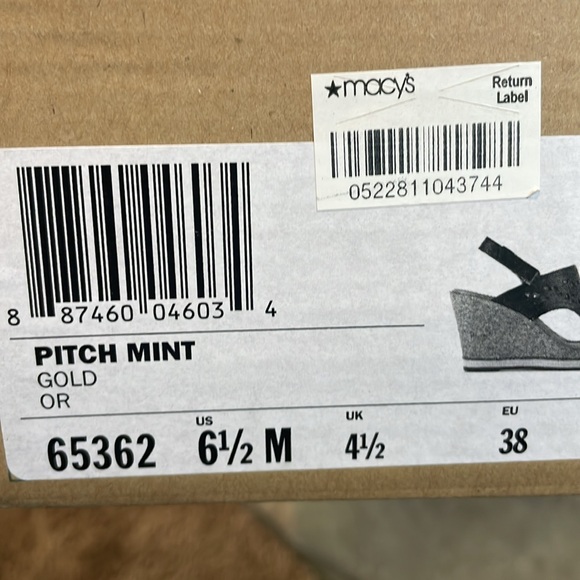 ★macy's
Return
Label
0522811043744
8 87460 04603 4
PITCH MINT
GOLD
OR
US
UK
EU
65362
6½ M
4½
38